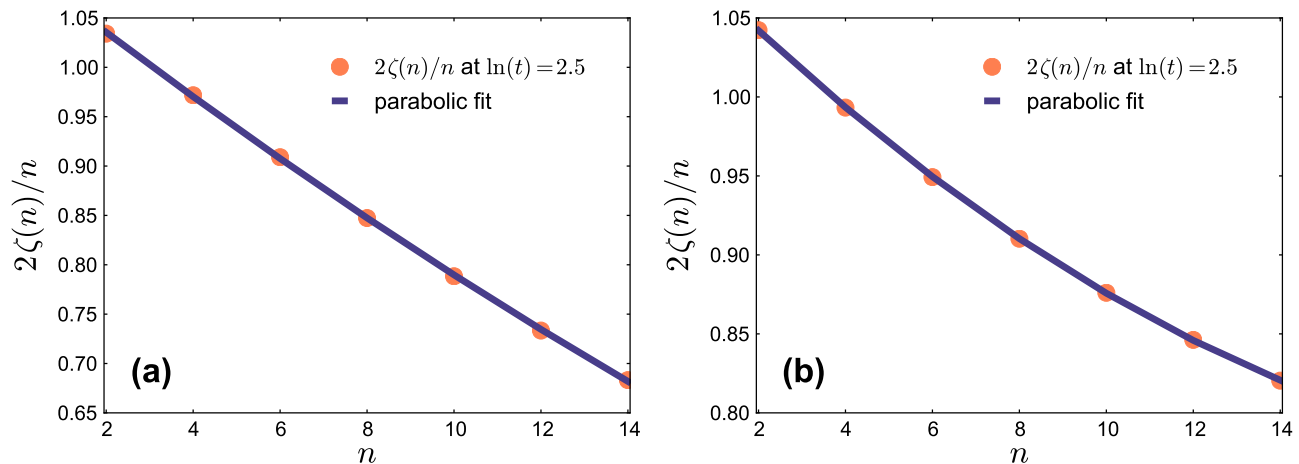 1.05
1.00
0.95
0.90
0.85
0.80
0.75
0.70
0.65
2ζ(n)/n
2ζ(n)/n at ln(t)=2.5
parabolic fit
(a)
2 4 6 8 10 12 14
n
1.05
1.00
0.95
0.90
0.85
0.80
2ζ(n)/n
2ζ(n)/n at ln(t)=2.5
parabolic fit
(b)
2 4 6 8 10 12 14
n